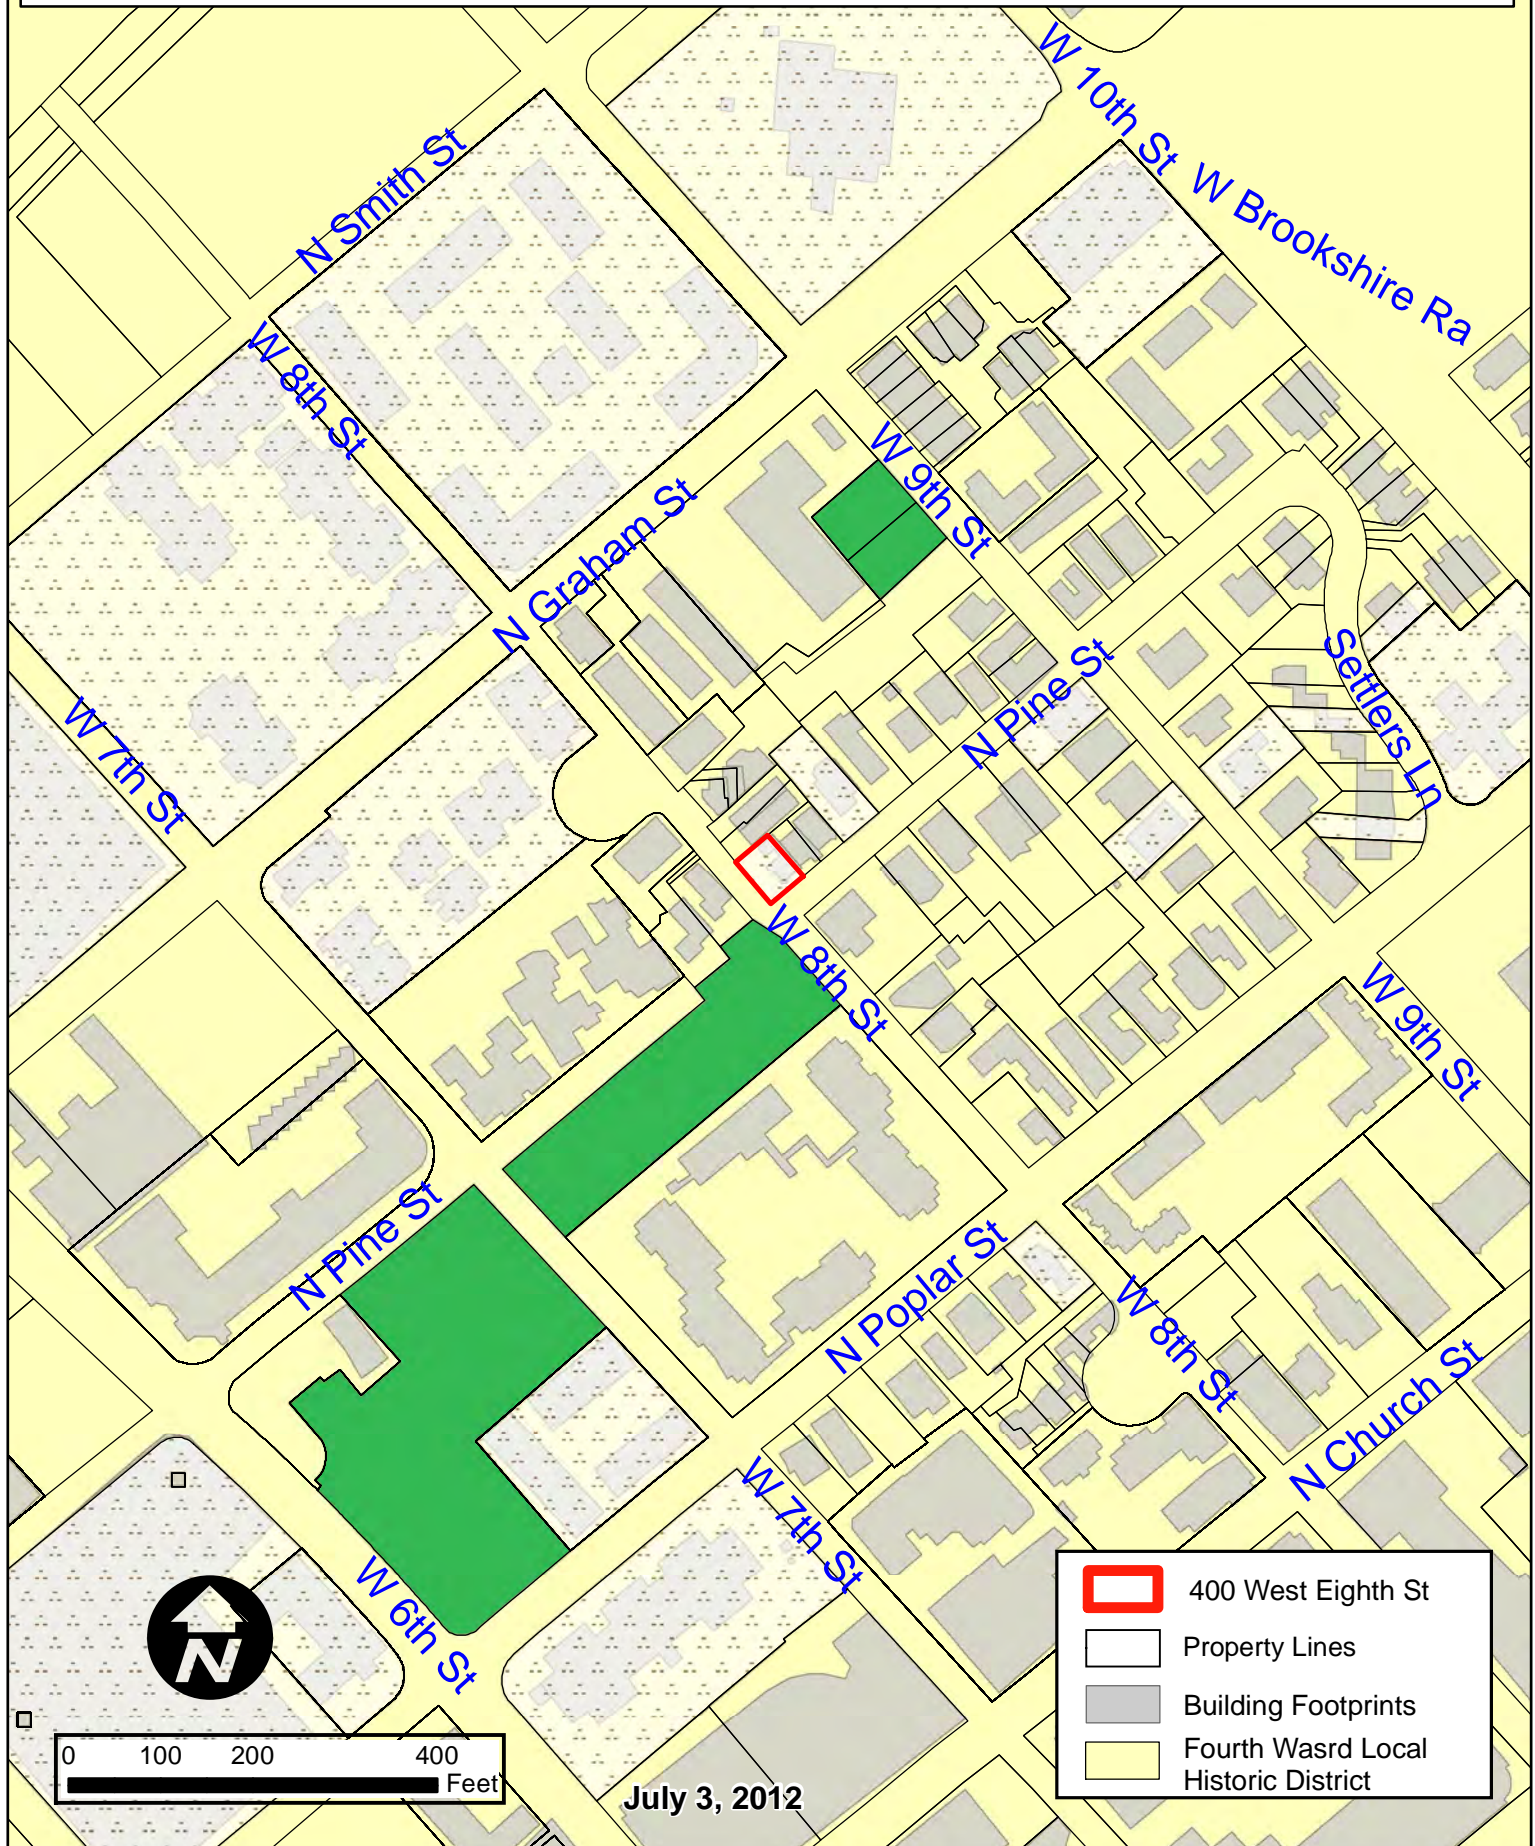 W 10th St
W Brookshire Ra
N Smith St
W 8th St
W 9th St
N Graham St
N Pine St
Settlers Ln
W 7th St
W 8th St
W 9th St
N Pine St
N Poplar St
W 8th St
N Church St
W 7th St
W 6th St
N
0 100 200 400
Feet
July 3, 2012
400 West Eighth St
Property Lines
Building Footprints
Fourth Wasrd Local
Historic District